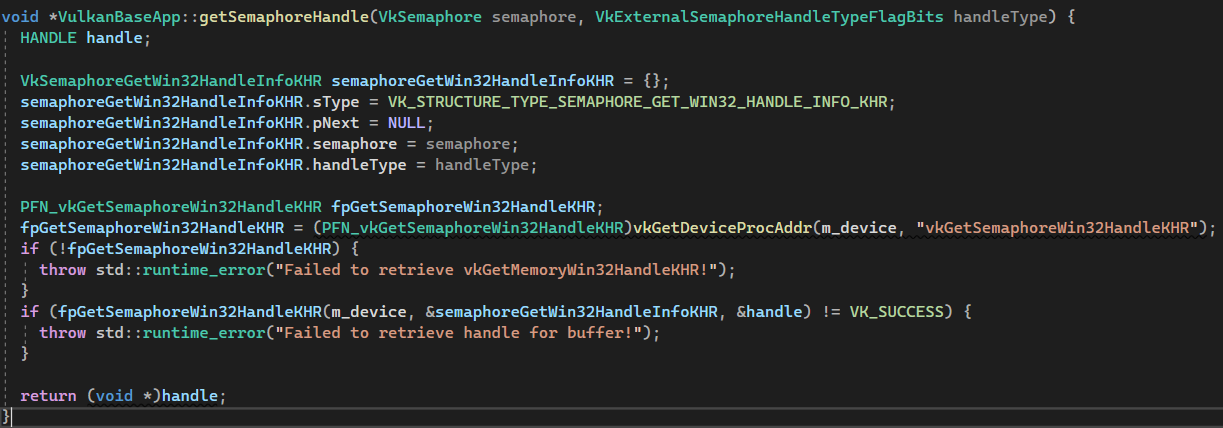 void *VulkanBaseApp::getSemaphoreHandle(VkSemaphore semaphore, VkExternalSemaphoreHandleTypeFlagBits handleType) {
  HANDLE handle;

  VkSemaphoreGetWin32HandleInfoKHR semaphoreGetWin32HandleInfoKHR = {};
  semaphoreGetWin32HandleInfoKHR.sType = VK_STRUCTURE_TYPE_SEMAPHORE_GET_WIN32_HANDLE_INFO_KHR;
  semaphoreGetWin32HandleInfoKHR.pNext = NULL;
  semaphoreGetWin32HandleInfoKHR.semaphore = semaphore;
  semaphoreGetWin32HandleInfoKHR.handleType = handleType;

  PFN_vkGetSemaphoreWin32HandleKHR fpGetSemaphoreWin32HandleKHR;
  fpGetSemaphoreWin32HandleKHR = (PFN_vkGetSemaphoreWin32HandleKHR)vkGetDeviceProcAddr(m_device, "vkGetSemaphoreWin32HandleKHR");
  if (!fpGetSemaphoreWin32HandleKHR) {
    throw std::runtime_error("Failed to retrieve vkGetMemoryWin32HandleKHR!");
  }
  if (fpGetSemaphoreWin32HandleKHR(m_device, &semaphoreGetWin32HandleInfoKHR, &handle) != VK_SUCCESS) {
    throw std::runtime_error("Failed to retrieve handle for buffer!");
  }

  return (void *)handle;
}